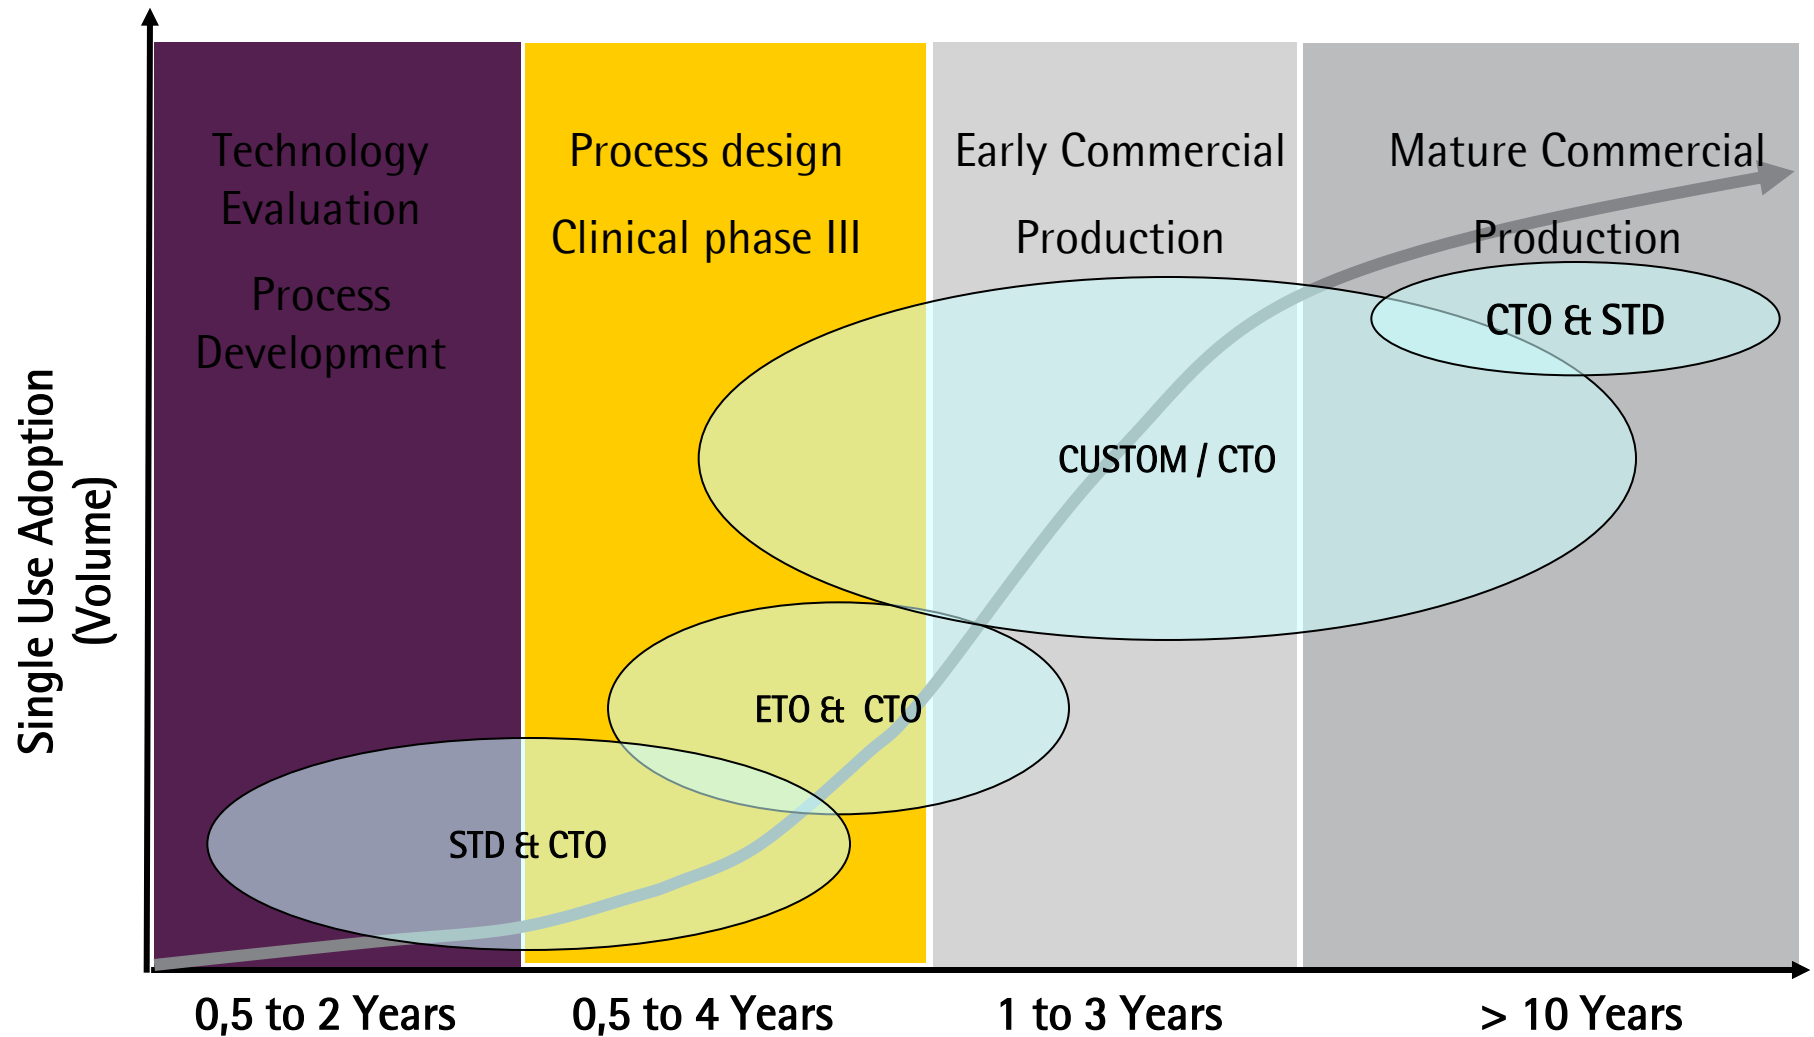 Technology
Evaluation
Process
Development
Process design
Clinical phase III
Early Commercial
Production
Mature Commercial
Production
CTO & STD
CUSTOM / CTO
ETO & CTO
STD & CTO
Single Use Adoption
(Volume)
0,5 to 2 Years
0,5 to 4 Years
1 to 3 Years
> 10 Years